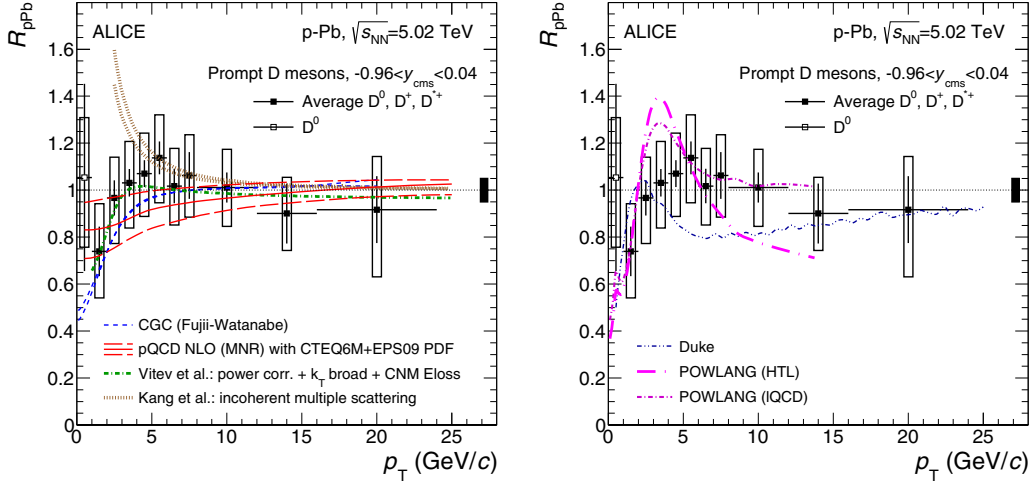 R_pPb
ALICE
p-Pb, √s_NN=5.02 TeV
Prompt D mesons, -0.96<y_cms<0.04
Average D⁰, D⁺, D*⁺
D⁰
1.6
1.4
1.2
1
0.8
0.6
0.4
0.2
0
CGC (Fujii-Watanabe)
pQCD NLO (MNR) with CTEQ6M+EPS09 PDF
Vitev et al.: power corr. + k_T broad + CNM Eloss
Kang et al.: incoherent multiple scattering
0 5 10 15 20 25
p_T (GeV/c)
R_pPb
ALICE
p-Pb, √s_NN=5.02 TeV
Prompt D mesons, -0.96<y_cms<0.04
Average D⁰, D⁺, D*⁺
D⁰
1.6
1.4
1.2
1
0.8
0.6
0.4
0.2
0
Duke
POWLANG (HTL)
POWLANG (lQCD)
0 5 10 15 20 25
p_T (GeV/c)